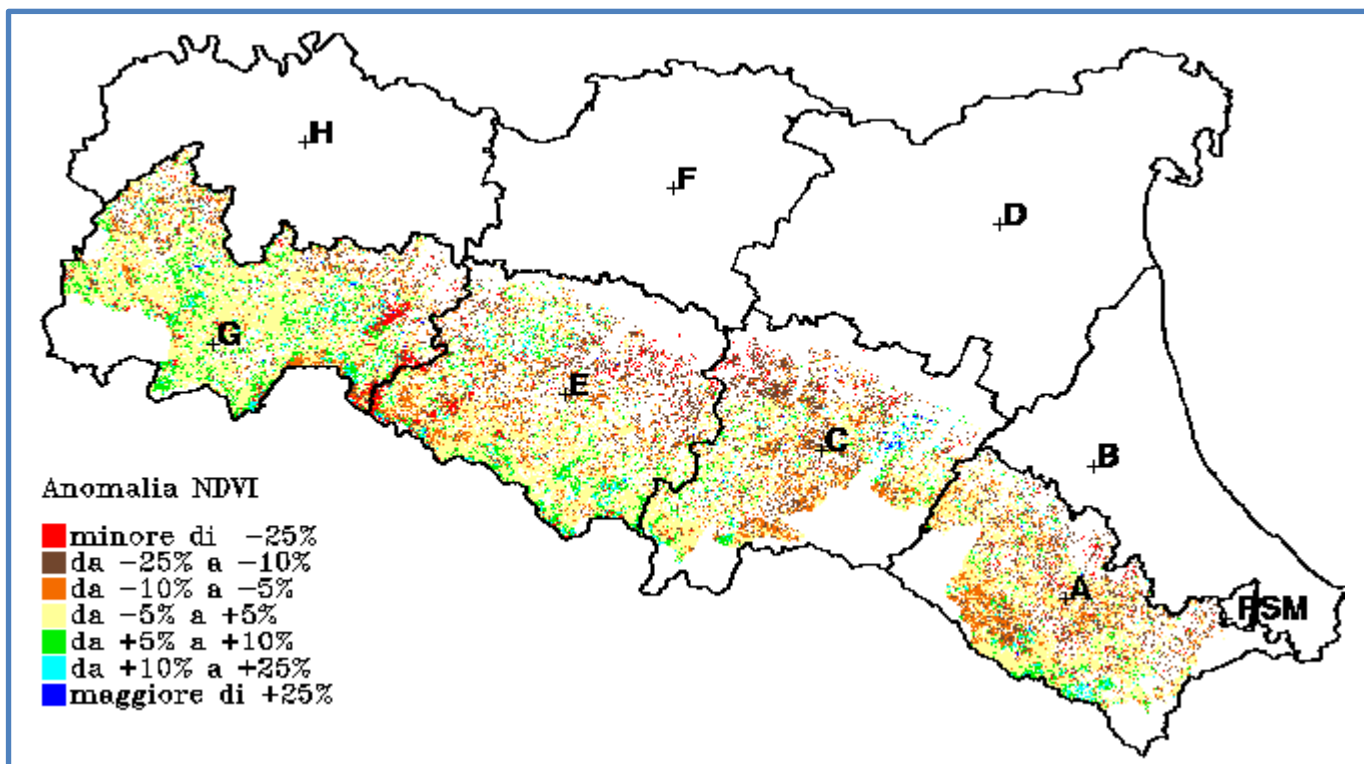 H
F
D
G
E
C
B
A
RSM
Anomalia NDVI
minore di -25%
da -25% a -10%
da -10% a -5%
da -5% a +5%
da +5% a +10%
da +10% a +25%
maggiore di +25%